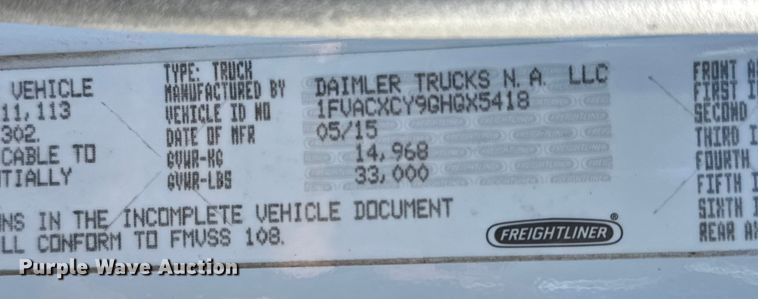 VEHICLE
11,113
302.
CABLE TO
TIALLY
TYPE: TRUCK
MANUFACTURED BY DAIMLER TRUCKS N.A. LLC
VEHICLE ID NO 1FVACXCY9GHGX5418
DATE OF MFR 05/15
GVWR-KG 14,968
GVWR-LBS 33,000
NS IN THE INCOMPLETE VEHICLE DOCUMENT
LL CONFORM TO FMVSS 108.
FREIGHTLINER®
FRONT A
FIRST I
SECOND
THIRD I
FOURTH
FIFTH I
SIXTH I
REAR A
Purple Wave Auction